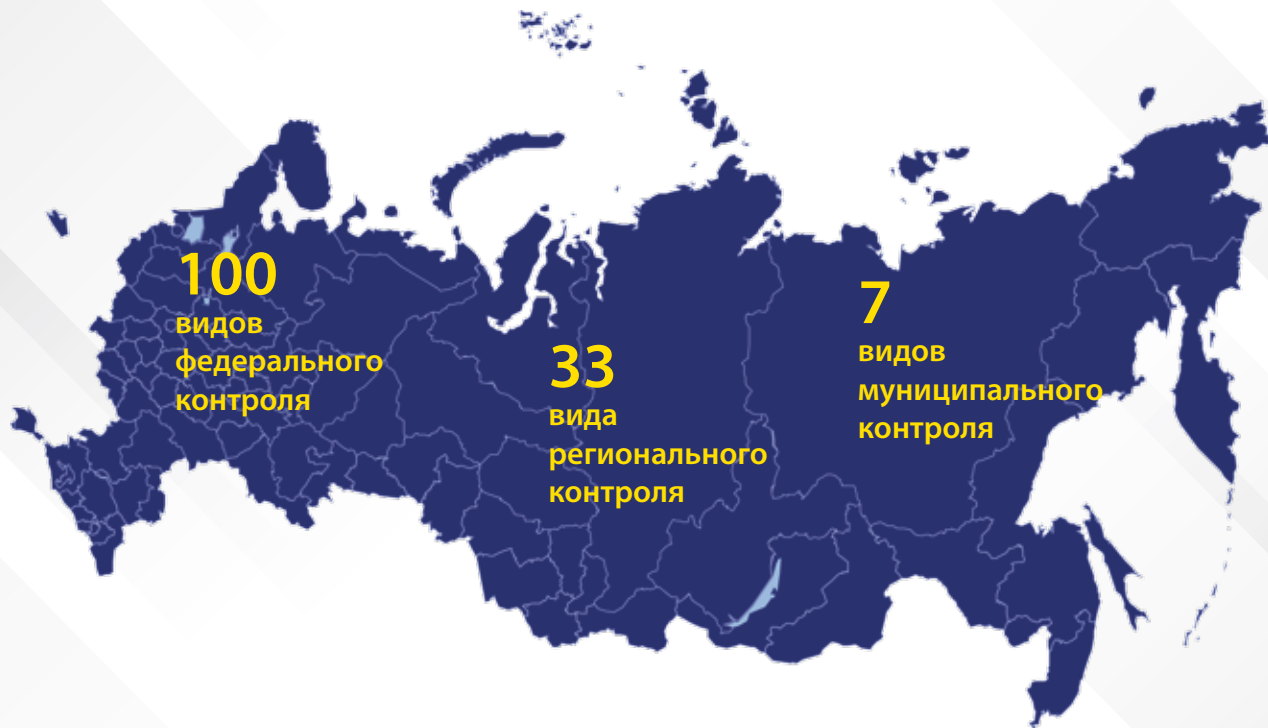 100
видов
федерального
контроля
33
вида
регионального
контроля
7
видов
муниципального
контроля